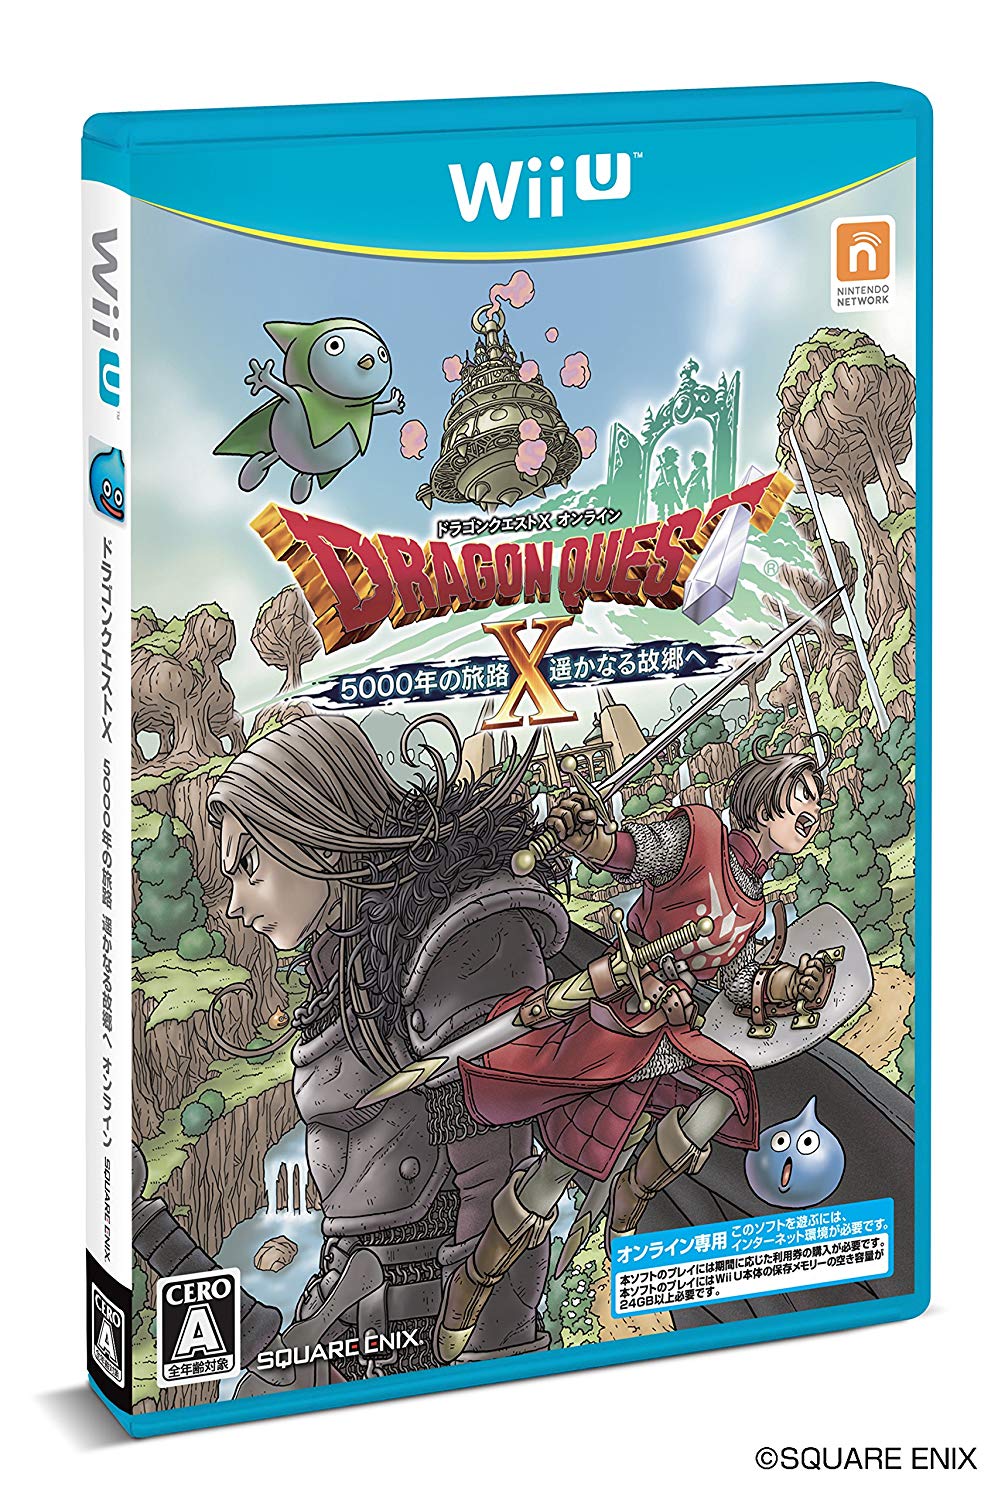 Wii U™
NINTENDO
NETWORK
ドラゴンクエストX オンライン
DRAGON QUEST®
X
5000年の旅路 遥かなる故郷へ
オンライン専用 このソフトを遊ぶには、
インターネット環境が必要です。
本ソフトのプレイには期間に応じた利用券の購入が必要です。
本ソフトのプレイにはWii U本体の保存メモリーの空き容量が
24GB以上必要です。
CERO
A
全年齢対象
SQUARE ENIX.
Wii U™
ドラゴンクエストX 5000年の旅路 遥かなる故郷へ オンライン
SQUARE ENIX.
CERO
A
全年齢対象
©SQUARE ENIX